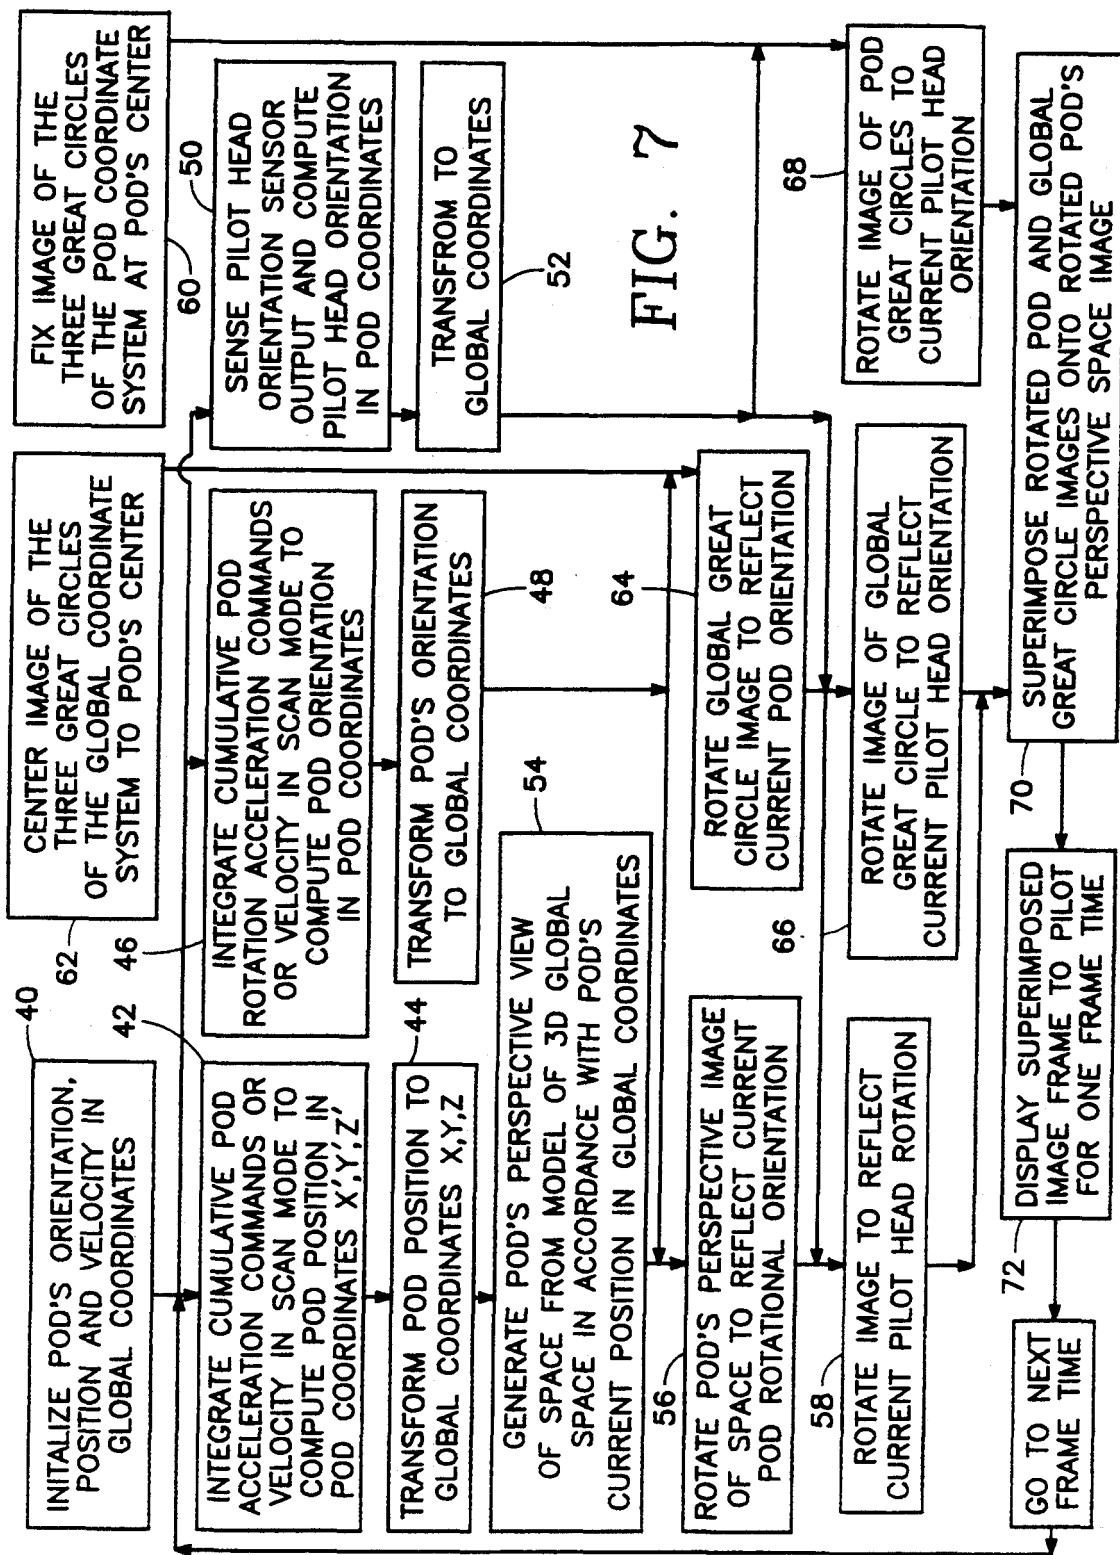 INITALIZE POD'S ORIENTATION,
POSITION AND VELOCITY IN
GLOBAL COORDINATES
40
CENTER IMAGE OF THE
THREE GREAT CIRCLES
OF THE GLOBAL COORDINATE
SYSTEM TO POD'S CENTER
62
FIX IMAGE OF THE
THREE GREAT CIRCLES
OF THE POD COORDINATE
SYSTEM AT POD'S CENTER
60
42
INTEGRATE CUMULATIVE POD
ACCELERATION COMMANDS OR
VELOCITY IN SCAN MODE TO
COMPUTE POD POSITION IN
POD COORDINATES X',Y',Z'
46
INTEGRATE CUMULATIVE POD
ROTATION ACCELERATION COMMANDS
OR VELOCITY IN SCAN MODE TO
COMPUTE POD ORIENTATION
IN POD COORDINATES
50
SENSE PILOT HEAD
ORIENTATION SENSOR
OUTPUT AND COMPUTE
PILOT HEAD ORIENTATION
IN POD COORDINATES
44
TRANSFORM POD POSITION TO
GLOBAL COORDINATES X,Y,Z
TRANSFORM POD'S ORIENTATION
TO GLOBAL COORDINATES
48
TRANSFROM TO
GLOBAL COORDINATES
52
54
GENERATE POD'S PERSPECTIVE VIEW
OF SPACE FROM MODEL OF 3D GLOBAL
SPACE IN ACCORDANCE WITH POD'S
CURRENT POSITION IN GLOBAL COORDINATES
FIG. 7
56
ROTATE POD'S PERSPECTIVE IMAGE
OF SPACE TO REFLECT CURRENT
POD ROTATIONAL ORIENTATION
64
ROTATE GLOBAL GREAT
CIRCLE IMAGE TO REFLECT
CURRENT POD ORIENTATION
58
ROTATE IMAGE TO REFLECT
CURRENT PILOT HEAD ROTATION
66
ROTATE IMAGE OF GLOBAL
GREAT CIRCLE TO REFLECT
CURRENT PILOT HEAD ORIENTATION
68
ROTATE IMAGE OF POD
GREAT CIRCLES TO
CURRENT PILOT HEAD
ORIENTATION
GO TO NEXT
FRAME TIME
72
DISPLAY SUPERIMPOSED
IMAGE FRAME TO PILOT
FOR ONE FRAME TIME
70
SUPERIMPOSE ROTATED POD AND GLOBAL
GREAT CIRCLE IMAGES ONTO ROTATED POD'S
PERSPECTIVE SPACE IMAGE